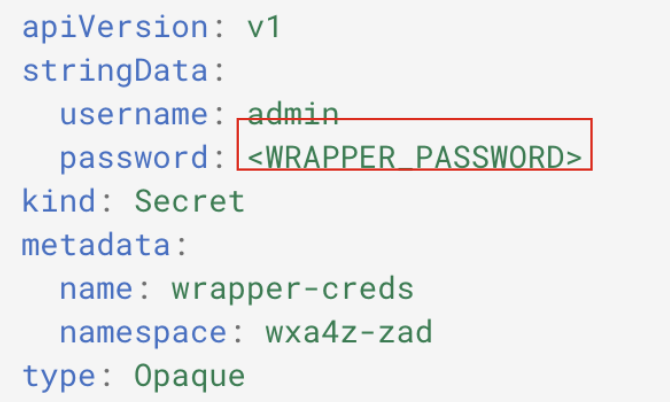 apiVersion: v1
stringData:
  username: admin
  password: <WRAPPER_PASSWORD>
kind: Secret
metadata:
  name: wrapper-creds
  namespace: wxa4z-zad
type: Opaque